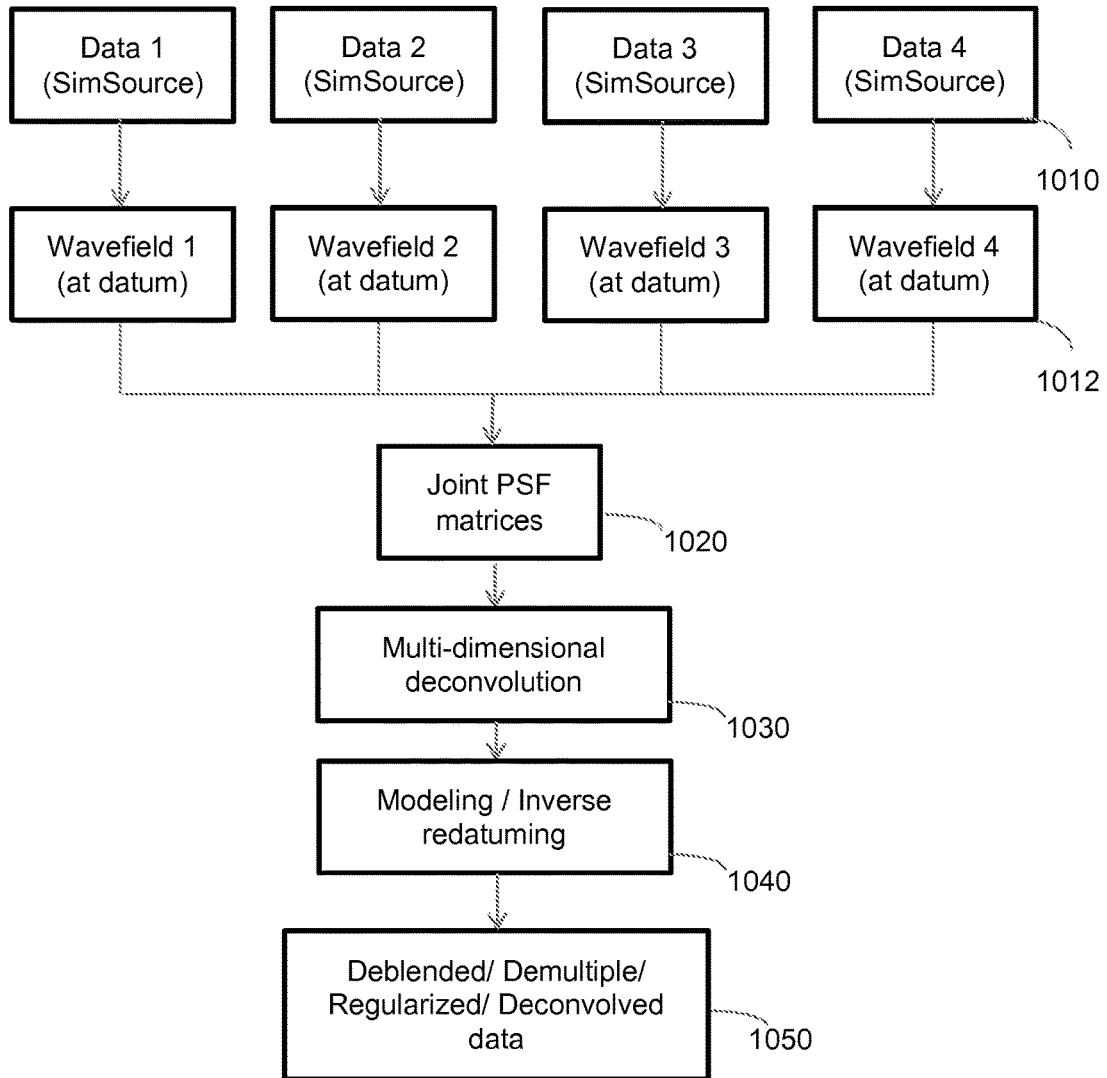 Data 1
(SimSource)
Data 2
(SimSource)
Data 3
(SimSource)
Data 4
(SimSource)
1010
Wavefield 1
(at datum)
Wavefield 2
(at datum)
Wavefield 3
(at datum)
Wavefield 4
(at datum)
1012
Joint PSF
matrices
1020
Multi-dimensional
deconvolution
1030
Modeling / Inverse
redatuming
1040
Deblended/ Demultiple/
Regularized/ Deconvolved
data
1050